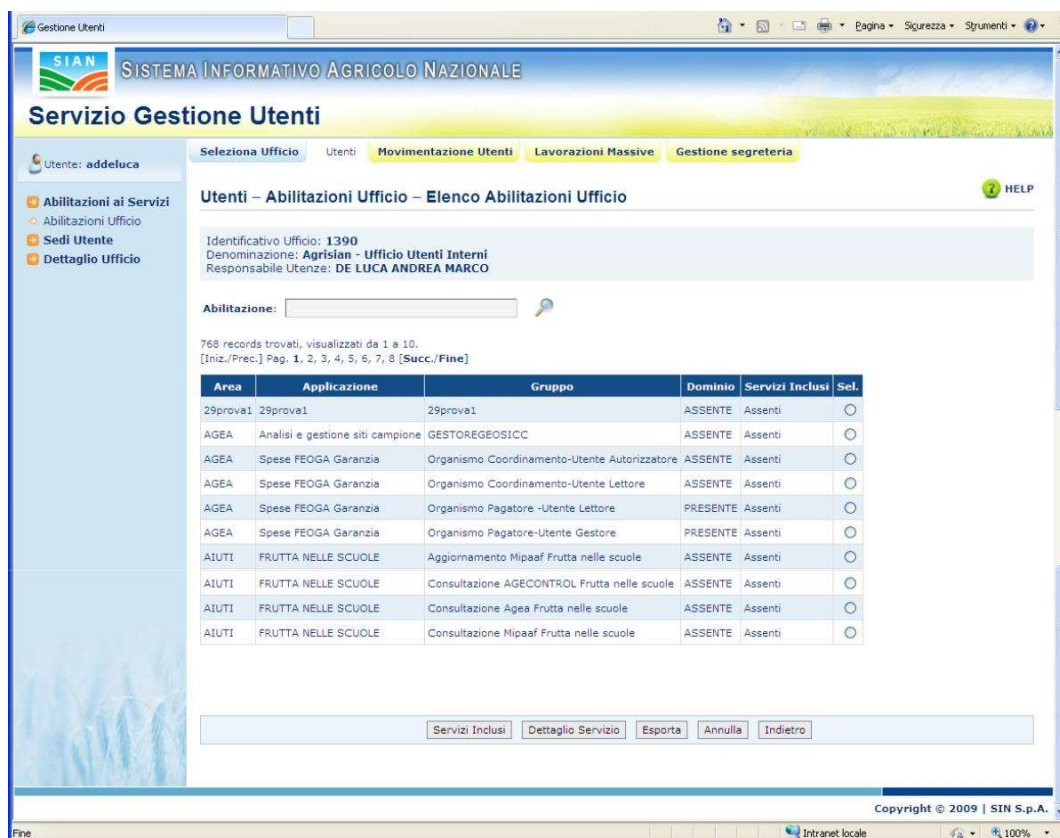 Gestione Utenti
Pagina Sicurezza Strumenti
SIAN
SISTEMA INFORMATIVO AGRICOLO NAZIONALE
Servizio Gestione Utenti
Utente: addeluca
Seleziona Ufficio Utenti Movimentazione Utenti Lavorazioni Massive Gestione segreteria
Abilitazioni ai Servizi
Abilitazioni Ufficio
Sedi Utente
Dettaglio Ufficio
Utenti – Abilitazioni Ufficio – Elenco Abilitazioni Ufficio
? HELP
Identificativo Ufficio: 1390
Denominazione: Agrisian - Ufficio Utenti Interni
Responsabile Utenze: DE LUCA ANDREA MARCO
Abilitazione:
768 records trovati, visualizzati da 1 a 10.
[Iniz./Prec.] Pag. 1, 2, 3, 4, 5, 6, 7, 8 [Succ./Fine]
Area Applicazione Gruppo Dominio Servizi Inclusi Sel.
29prova1 29prova1 29prova1 ASSENTE Assenti
AGEA Analisi e gestione siti campione GESTOREGEOSICC ASSENTE Assenti
AGEA Spese FEOGA Garanzia Organismo Coordinamento-Utente Autorizzatore ASSENTE Assenti
AGEA Spese FEOGA Garanzia Organismo Coordinamento-Utente Lettore ASSENTE Assenti
AGEA Spese FEOGA Garanzia Organismo Pagatore -Utente Lettore PRESENTE Assenti
AGEA Spese FEOGA Garanzia Organismo Pagatore-Utente Gestore PRESENTE Assenti
AIUTI FRUTTA NELLE SCUOLE Aggiornamento Mipaaf Frutta nelle scuole ASSENTE Assenti
AIUTI FRUTTA NELLE SCUOLE Consultazione AGECONTROL Frutta nelle scuole ASSENTE Assenti
AIUTI FRUTTA NELLE SCUOLE Consultazione Agea Frutta nelle scuole ASSENTE Assenti
AIUTI FRUTTA NELLE SCUOLE Consultazione Mipaaf Frutta nelle scuole ASSENTE Assenti
Servizi Inclusi Dettaglio Servizio Esporta Annulla Indietro
Copyright © 2009 | SIN S.p.A.
Fine Intranet locale 100%